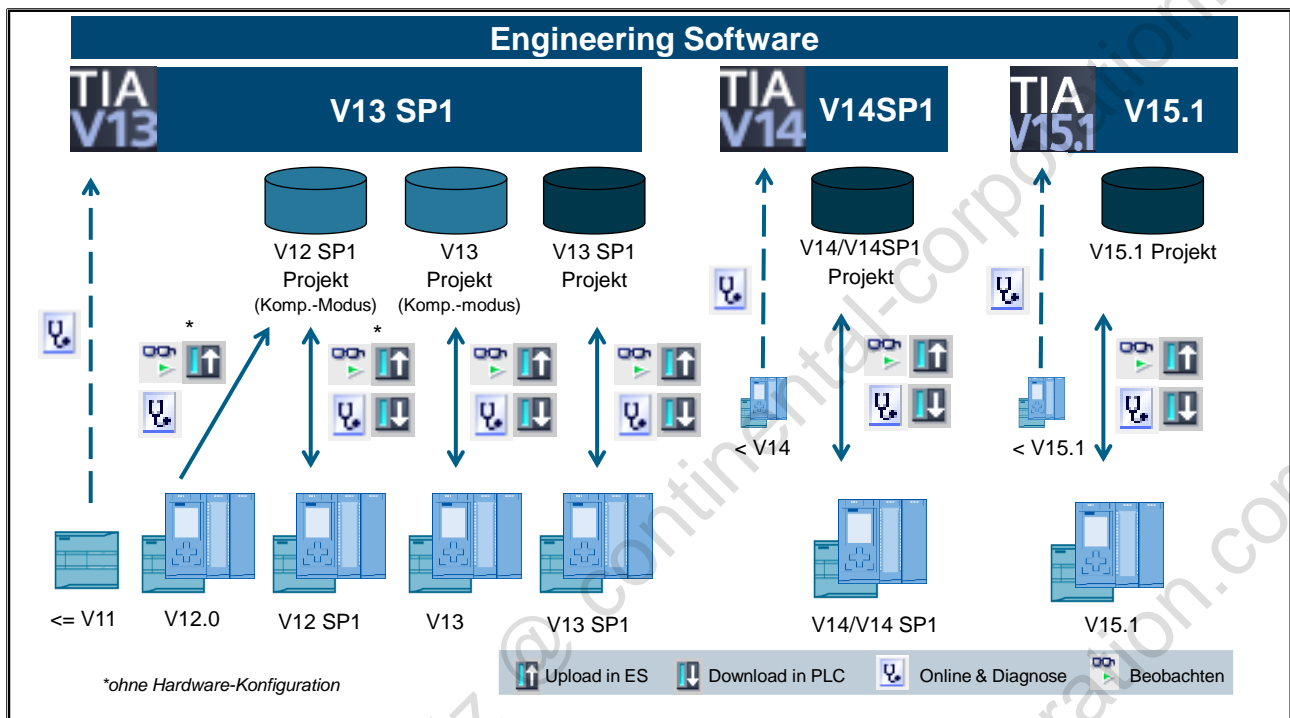 Engineering Software
TIA
V13
V13 SP1
TIA
V14
V14SP1
TIA
V15.1
V15.1
V12 SP1
Projekt
(Komp.-Modus)
V13
Projekt
(Komp.-modus)
V13 SP1
Projekt
V14/V14SP1
Projekt
V15.1 Projekt
*
*
< V14
< V15.1
<= V11
V12.0
V12 SP1
V13
V13 SP1
V14/V14 SP1
V15.1
*ohne Hardware-Konfiguration
Upload in ES
Download in PLC
Online & Diagnose
Beobachten
@ continental-corporation